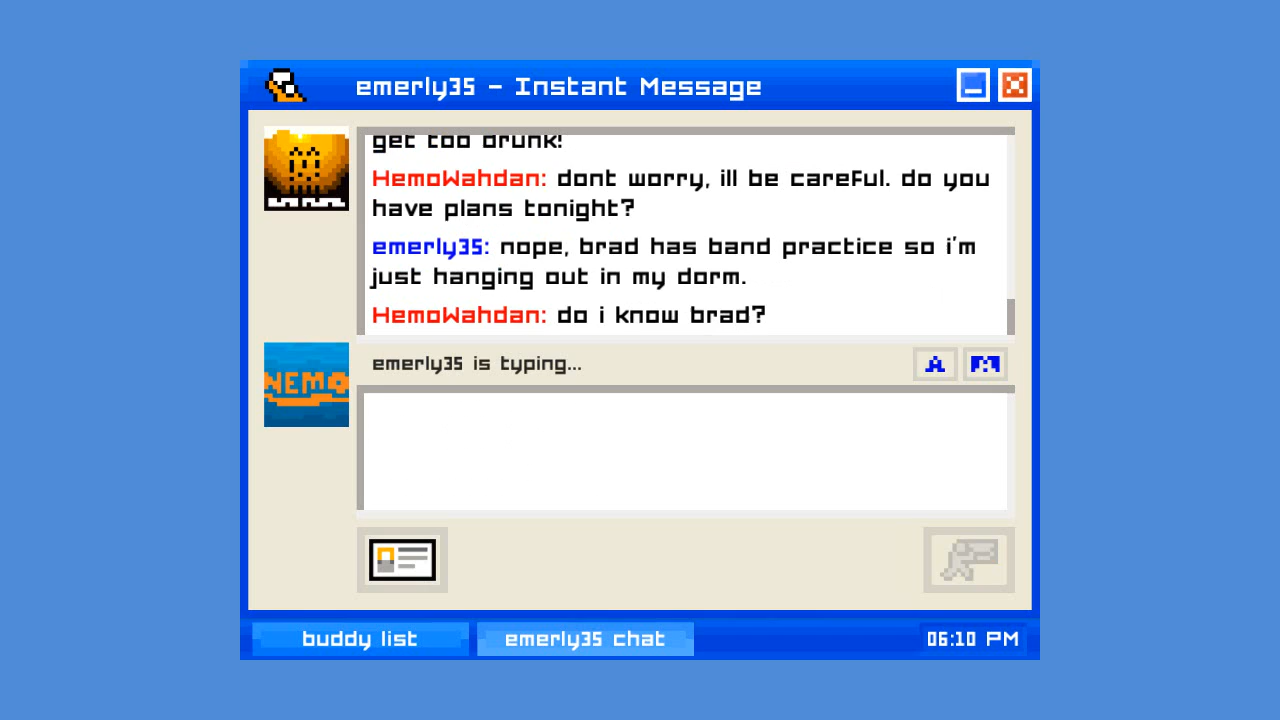 emerly35 - Instant Message
get too drunk!
HemoWahdan: dont worry, ill be careful. do you
have plans tonight?
emerly35: nope, brad has band practice so i'm
just hanging out in my dorm.
HemoWahdan: do i know brad?
emerly35 is typing...
A
NEMO
buddy list
emerly35 chat
06:10 PM